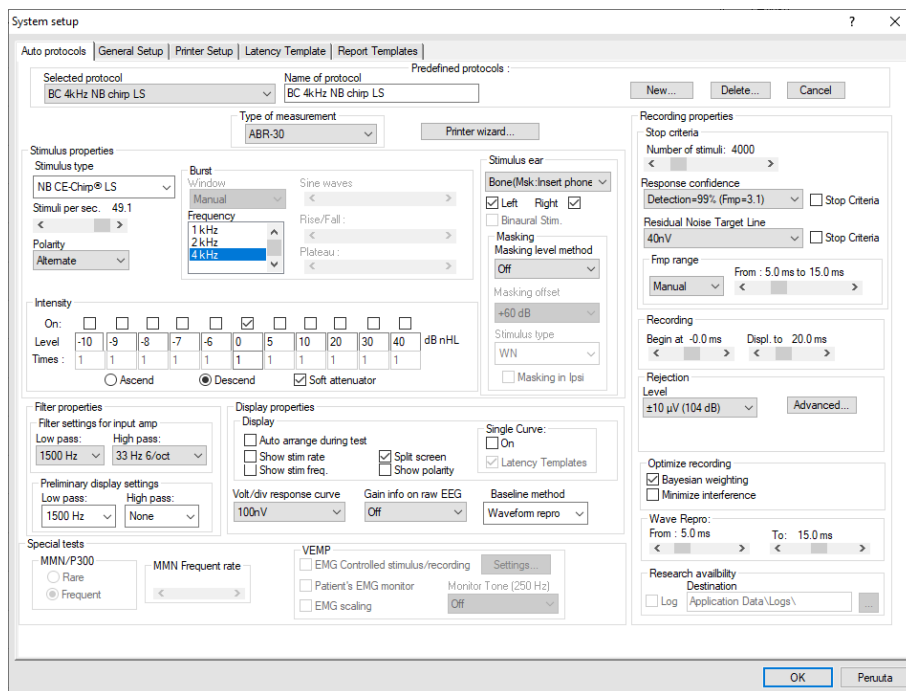 System setup
Auto protocols General Setup Printer Setup Latency Template Report Templates
Predefined protocols :
Selected protocol Name of protocol
BC 4kHz NB chirp LS BC 4kHz NB chirp LS New... Delete... Cancel
Type of measurement
ABR-30 Printer wizard...
Stimulus properties
Stimulus type
NB CE-Chirp® LS
Stimuli per sec. 49.1
Polarity
Alternate
Burst
Window
Manual
Frequency
1 kHz
2 kHz
4 kHz
Sine waves
Rise/Fall :
Plateau :
Stimulus ear
Bone(Msk:Insert phone
Left Right
Binaural Stim.
Masking
Masking level method
Off
Masking offset
+60 dB
Stimulus type
WN
Masking in Ipsi
Intensity
On:
Level -10 -9 -8 -7 -6 0 5 10 20 30 40 dB nHL
Times : 1 1 1 1 1 1 1 1 1 1 1
Ascend Descend Soft attenuator
Filter properties
Filter settings for input amp
Low pass: High pass:
1500 Hz 33 Hz 6/oct
Preliminary display settings
Low pass: High pass:
1500 Hz None
Display properties
Display
Auto arrange during test
Show stim rate Split screen
Show stim freq. Show polarity
Single Curve:
On
Latency Templates
Volt/div response curve Gain info on raw EEG Baseline method
100nV Off Waveform repro
Special tests
MMN/P300
Rare
Frequent
MMN Frequent rate
VEMP
EMG Controlled stimulus/recording Settings...
Patient's EMG monitor Monitor Tone (250 Hz)
EMG scaling Off
Recording properties
Stop criteria
Number of stimuli: 4000
Response confidence
Detection=99% (Fmp=3.1) Stop Criteria
Residual Noise Target Line
40nV Stop Criteria
Fmp range
Manual From : 5.0 ms to 15.0 ms
Recording
Begin at -0.0 ms Displ. to 20.0 ms
Rejection
Level
±10 µV (104 dB) Advanced...
Optimize recording
Bayesian weighting
Minimize interference
Wave Repro:
From : 5.0 ms To: 15.0 ms
Research availbility
Destination
Log Application Data\Logs\ ...
OK Peruuta